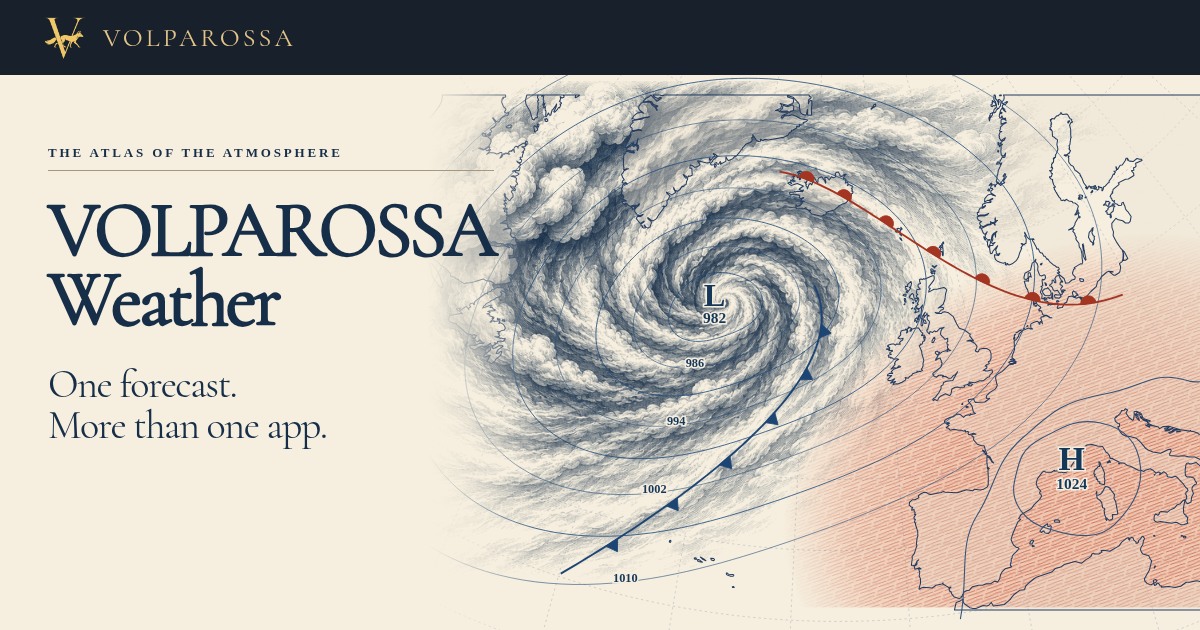 VOLPAROSSA
THE ATLAS OF THE ATMOSPHERE
VOLPAROSSA
Weather
One forecast.
More than one app.
L
982
986
994
1002
1010
H
1024